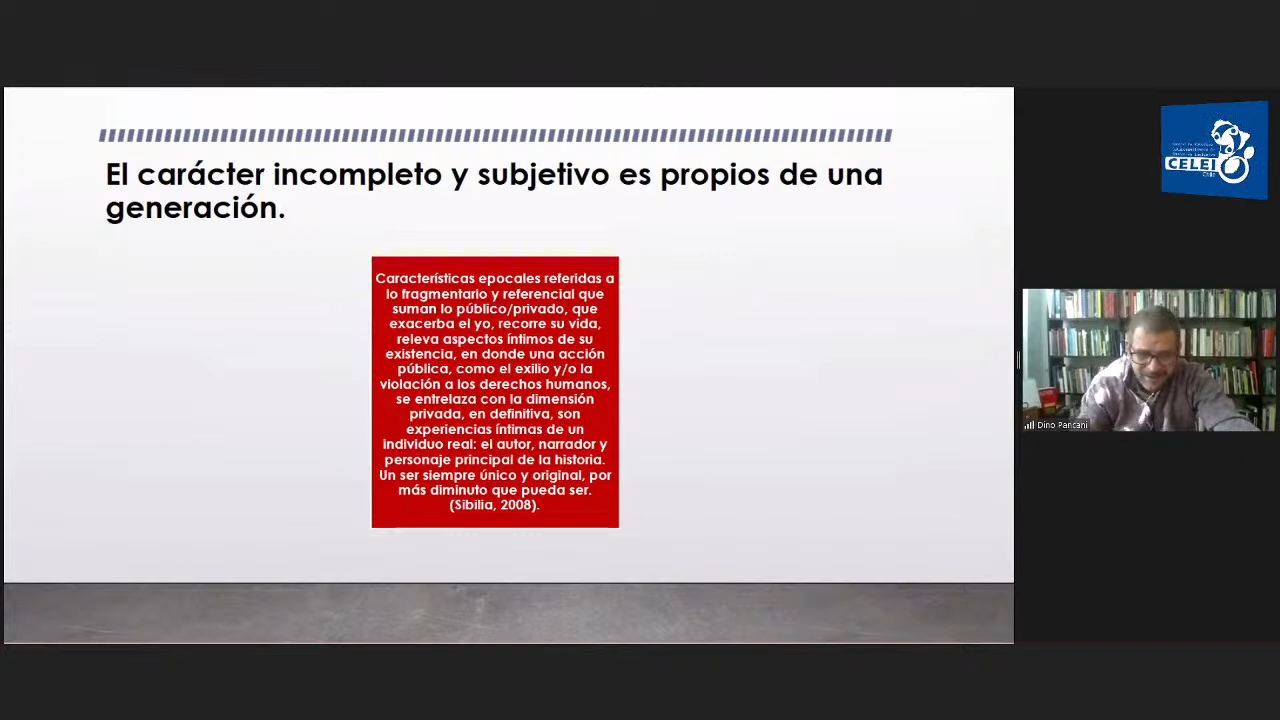 El carácter incompleto y subjetivo es propios de una
generación.
Características epocales referidas a
lo fragmentario y referencial que
suman lo público/privado, que
exacerba el yo, recorre su vida,
releva aspectos íntimos de su
existencia, en donde una acción
pública, como el exilio y/o la
violación a los derechos humanos,
se entrelaza con la dimensión
privada, en definitiva, son
experiencias íntimas de un
individuo real: el autor, narrador y
personaje principal de la historia.
Un ser siempre único y original, por
más diminuto que pueda ser.
(Sibilia, 2008).
CELEI
Chile
Dino Pancani